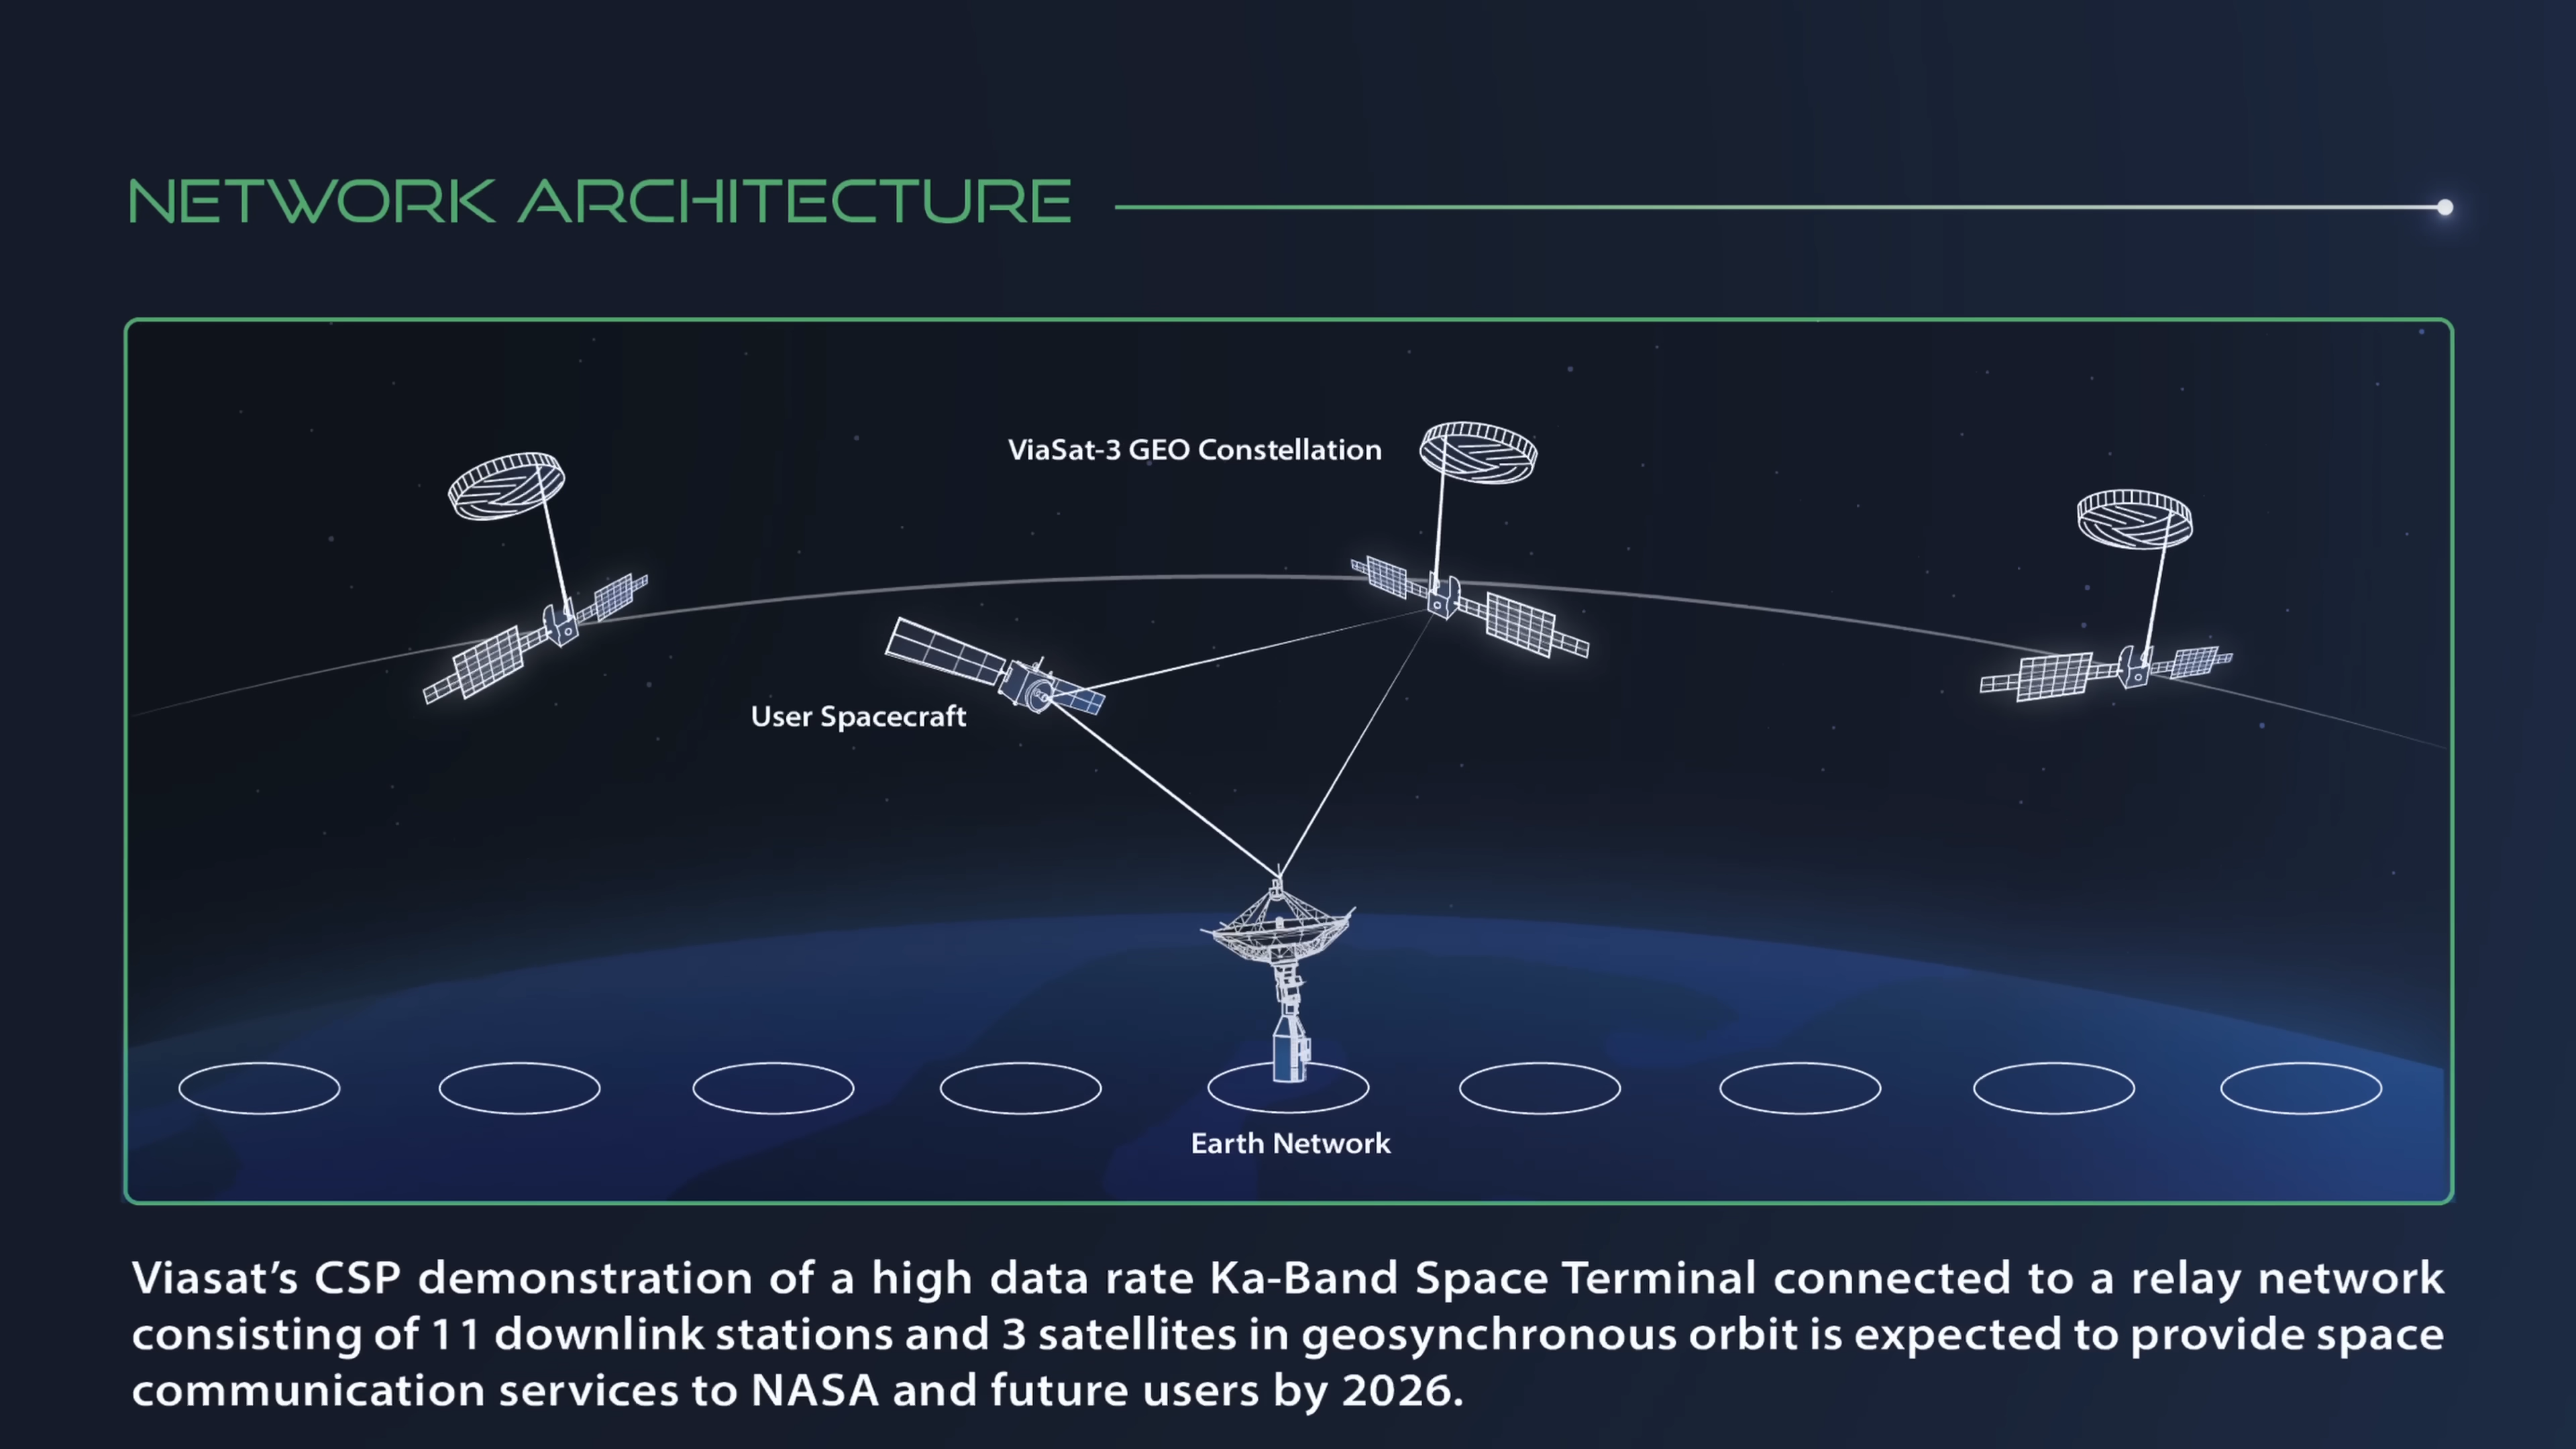 NETWORK ARCHITECTURE
ViaSat-3 GEO Constellation
User Spacecraft
Earth Network
Viasat’s CSP demonstration of a high data rate Ka-Band Space Terminal connected to a relay network
consisting of 11 downlink stations and 3 satellites in geosynchronous orbit is expected to provide space
communication services to NASA and future users by 2026.